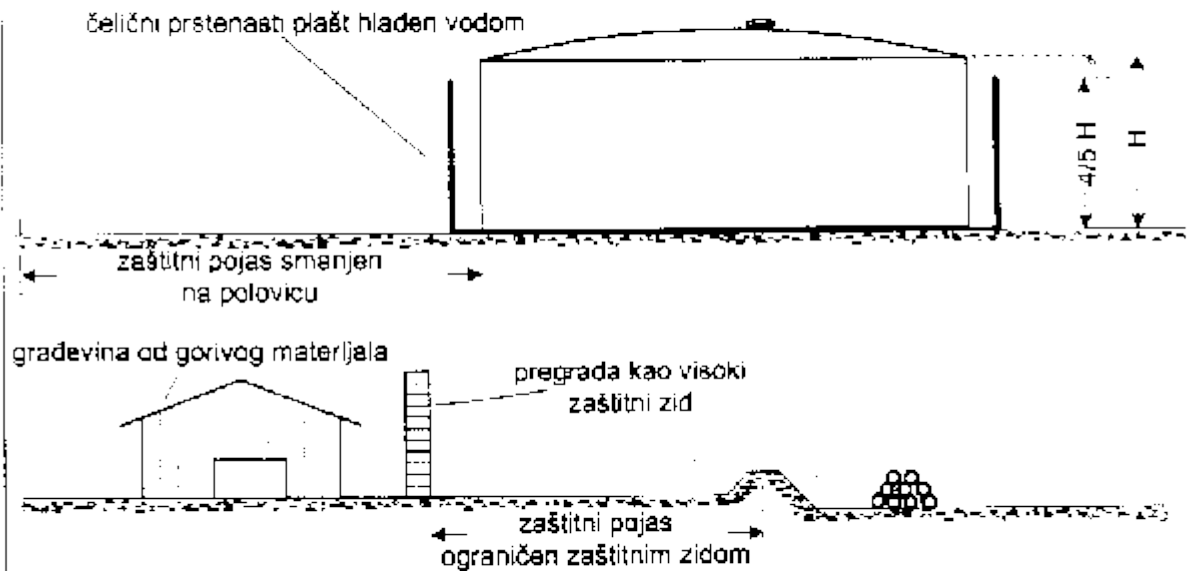 čelični prstenasti plašt hlađen vodom
4/5 H
H
zaštitni pojas smanjen
na polovicu
građevina od gorivog materijala
pregrada kao visoki
zaštitni zid
zaštitni pojas
ograničen zaštitnim zidom